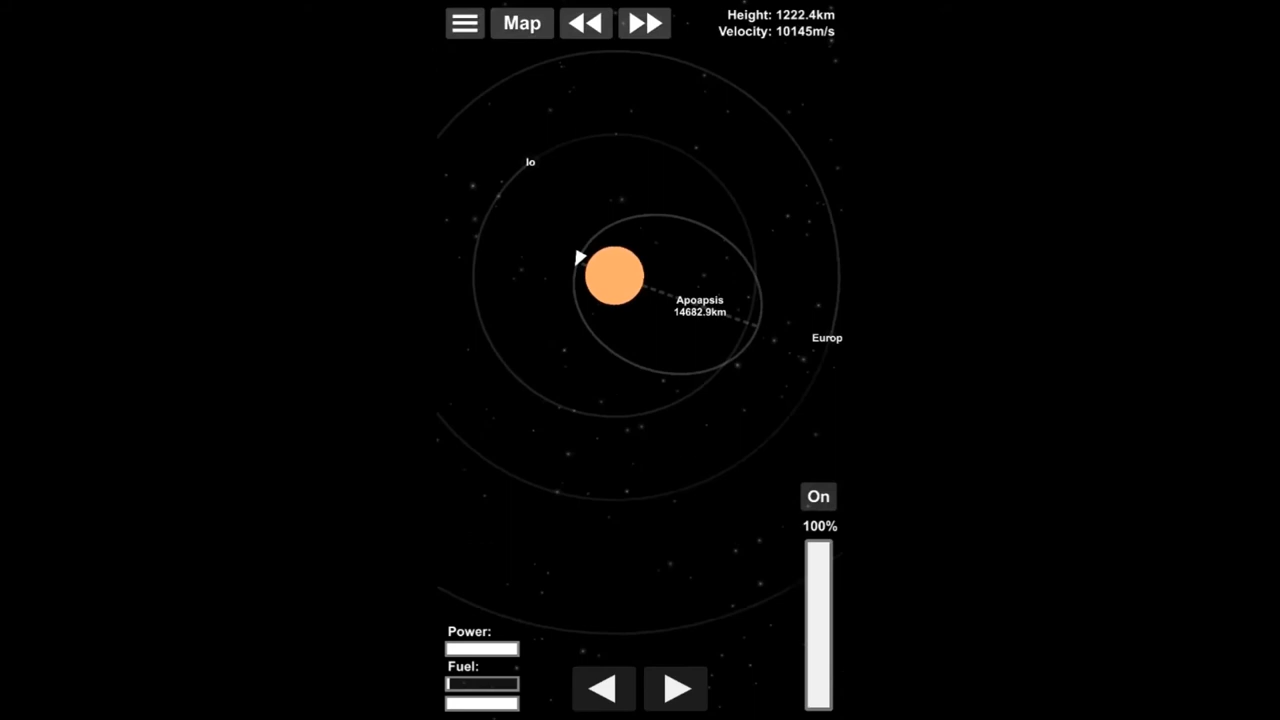 Map
Height: 1222.4km
Velocity: 10145m/s
Io
Apoapsis
14682.9km
Europ
On
100%
Power:
Fuel: